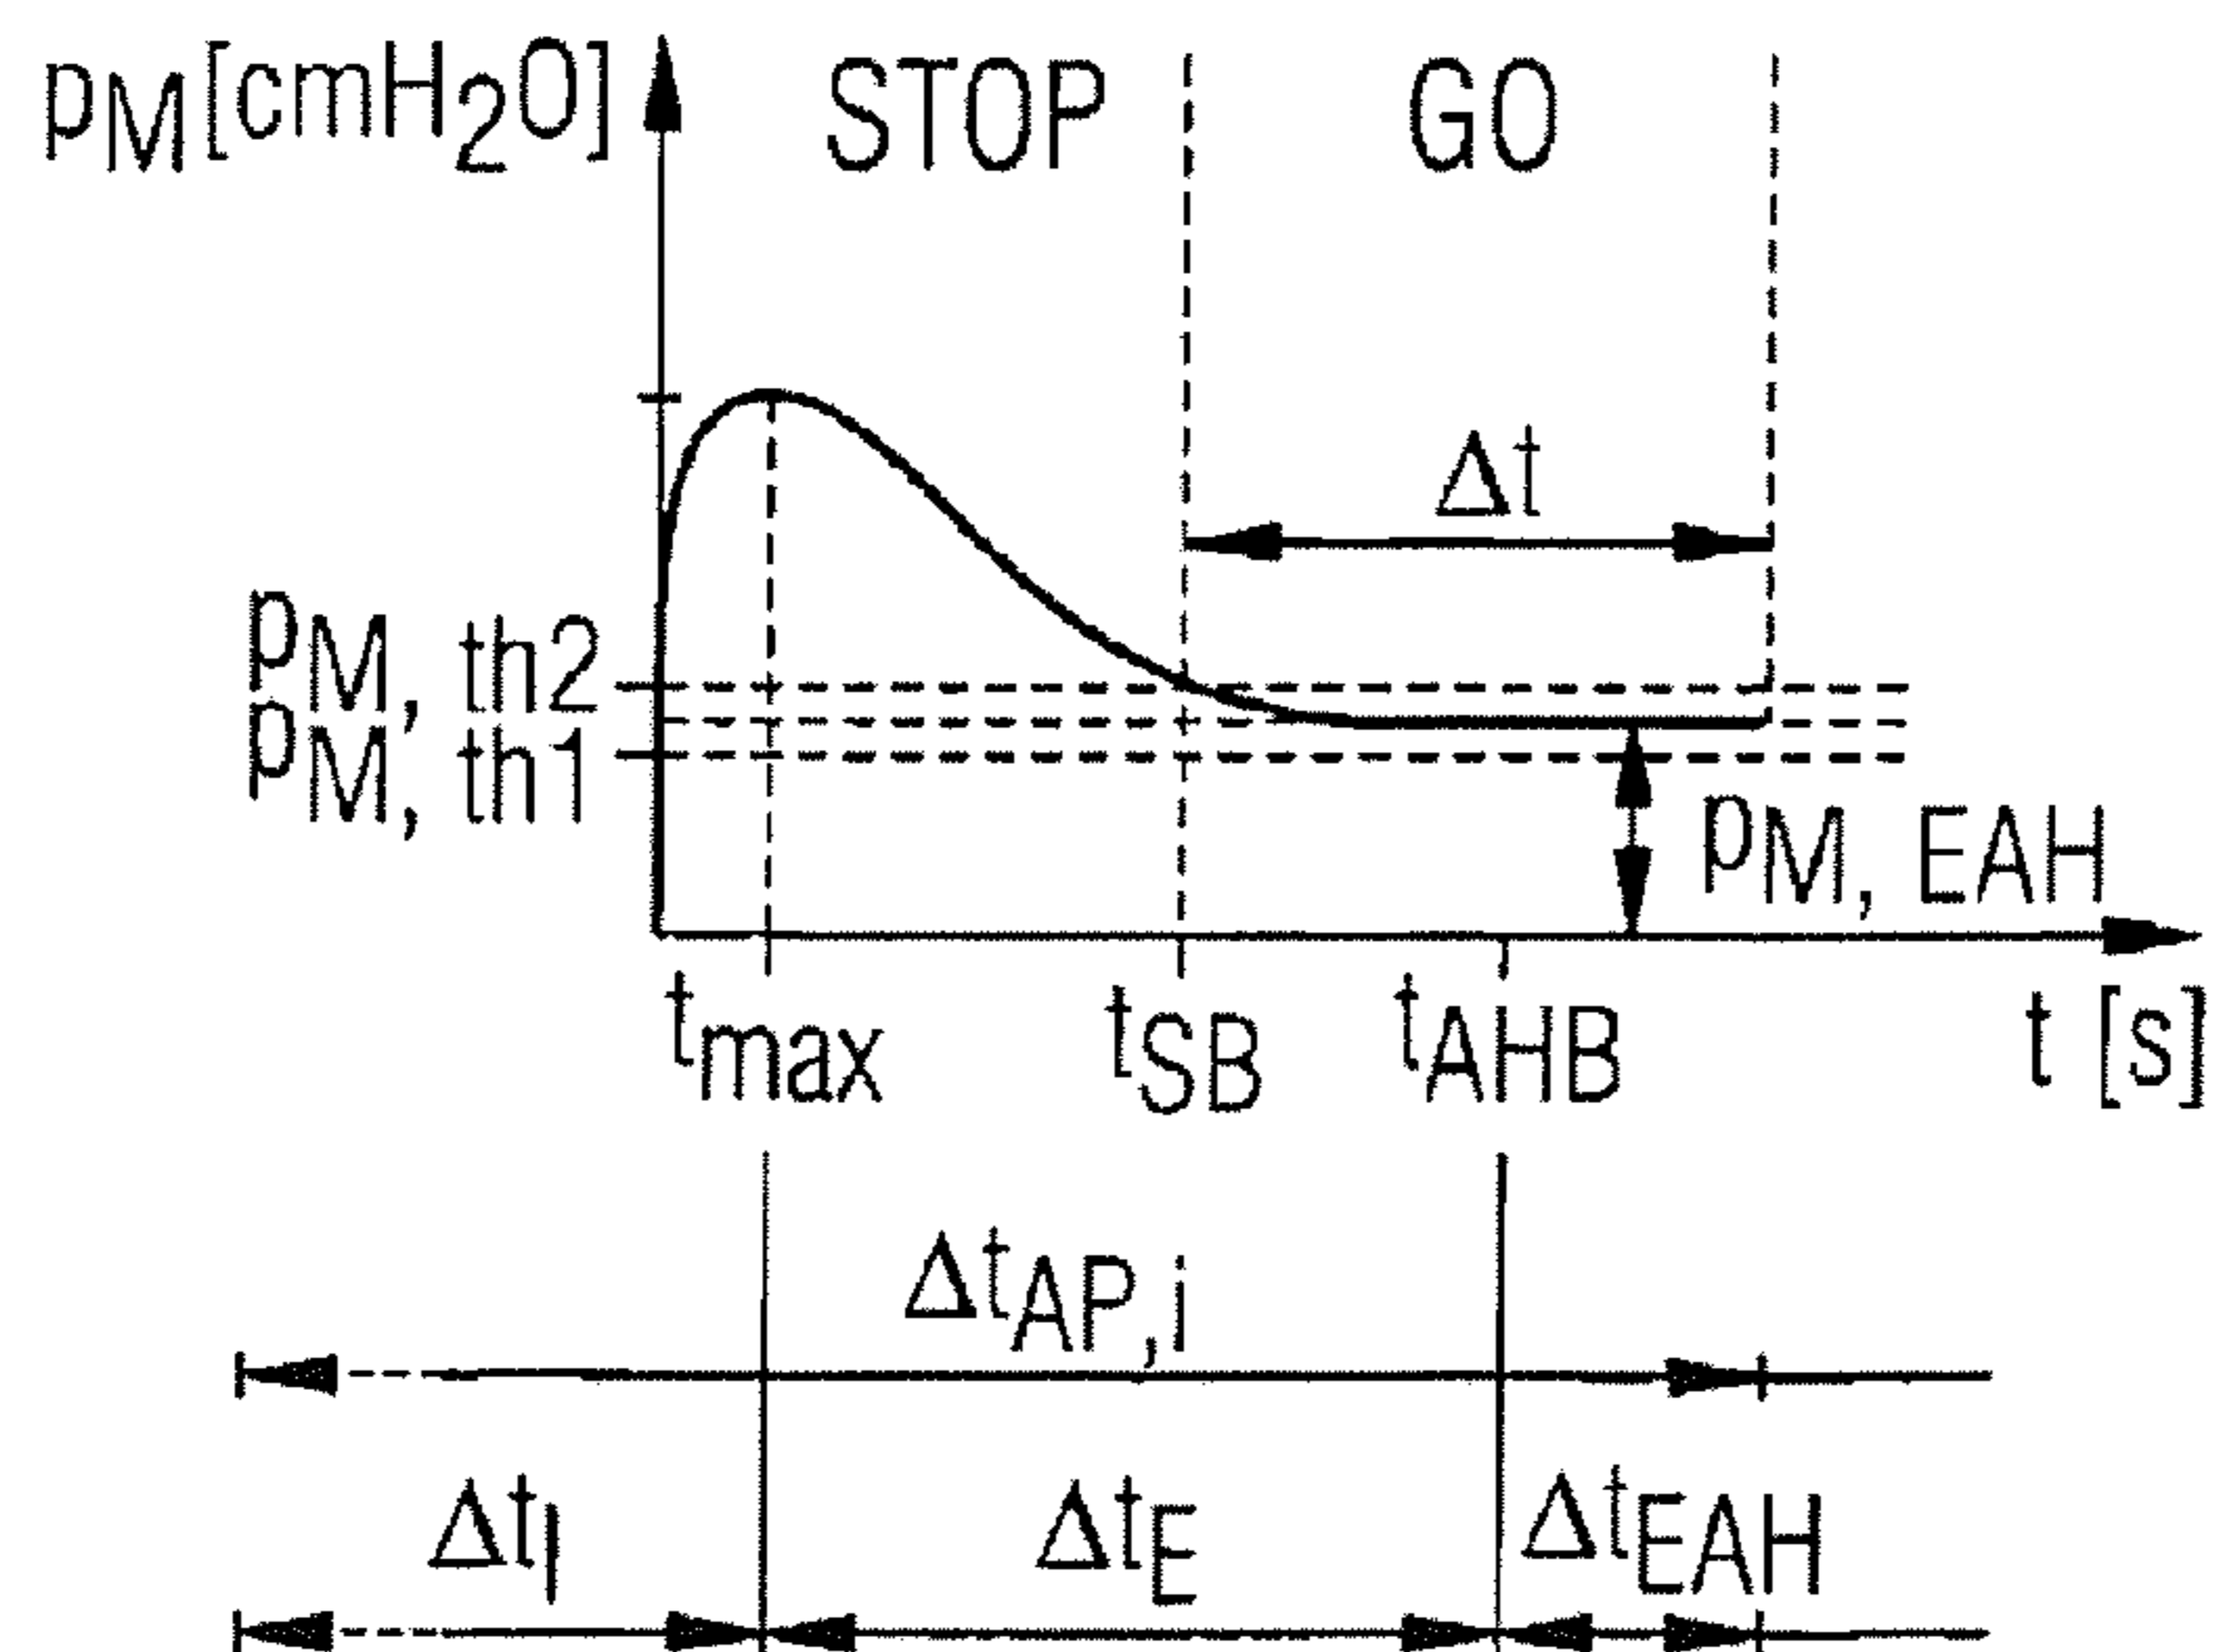 pM [cmH2O] STOP GO
Δt
pM, th2
pM, th1
pM, EAH
tmax tSB tAHB t [s]
ΔtAP,i
ΔtI ΔtE ΔtEAH